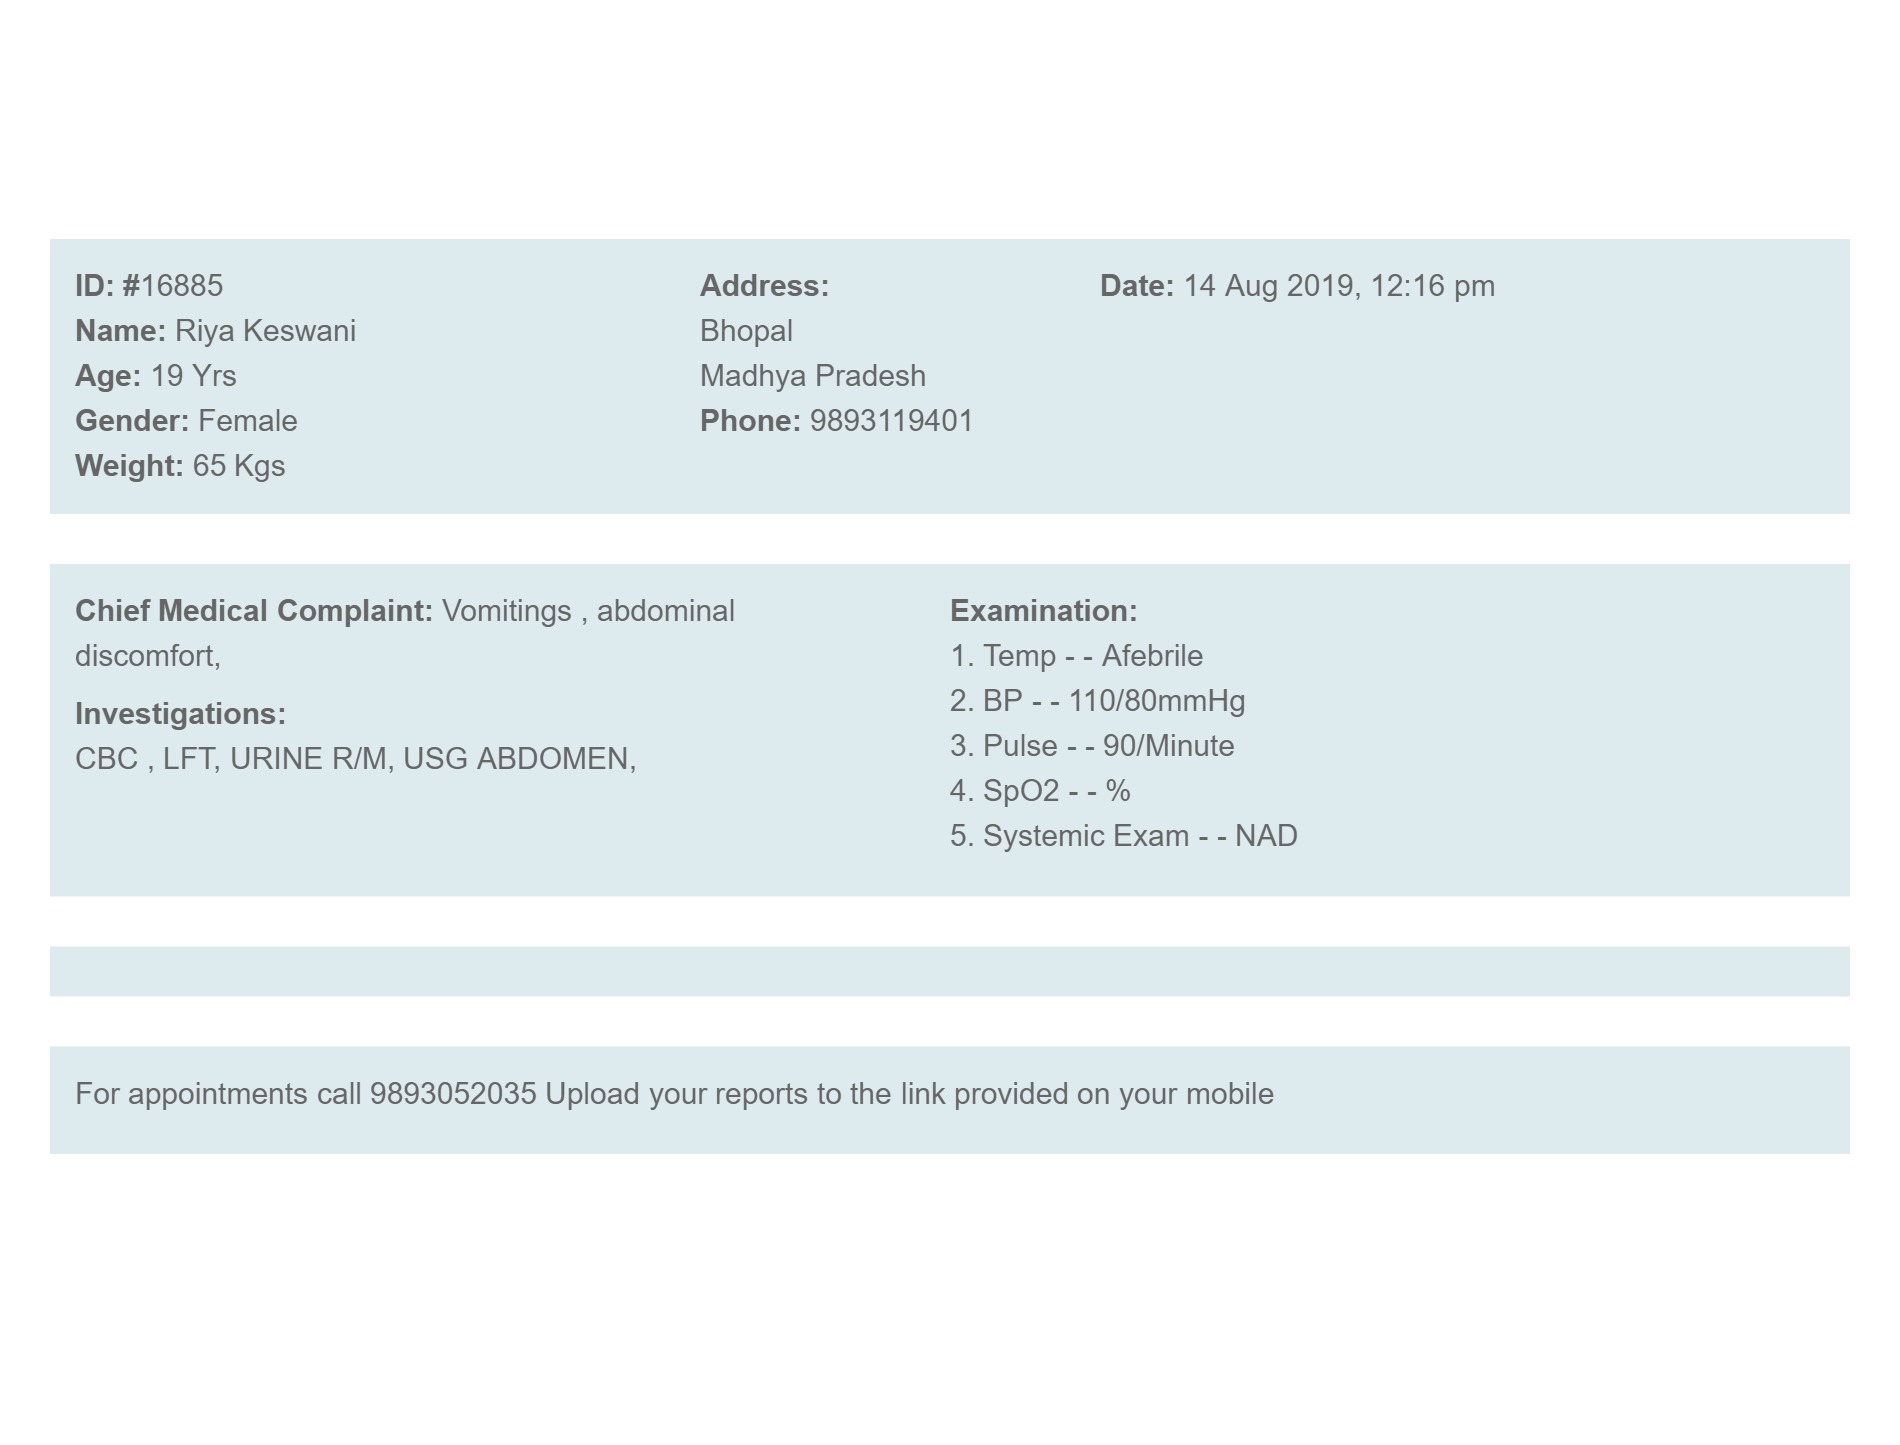 ID: #16885
Name: Riya Keswani
Age: 19 Yrs
Gender: Female
Weight: 65 Kgs
Address:
Bhopal
Madhya Pradesh
Phone: 9893119401
Date: 14 Aug 2019, 12:16 pm
Chief Medical Complaint: Vomitings , abdominal
discomfort,
Investigations:
CBC , LFT, URINE R/M, USG ABDOMEN,
Examination:
1. Temp - - Afebrile
2. BP - - 110/80mmHg
3. Pulse - - 90/Minute
4. SpO2 - - %
5. Systemic Exam - - NAD
For appointments call 9893052035 Upload your reports to the link provided on your mobile